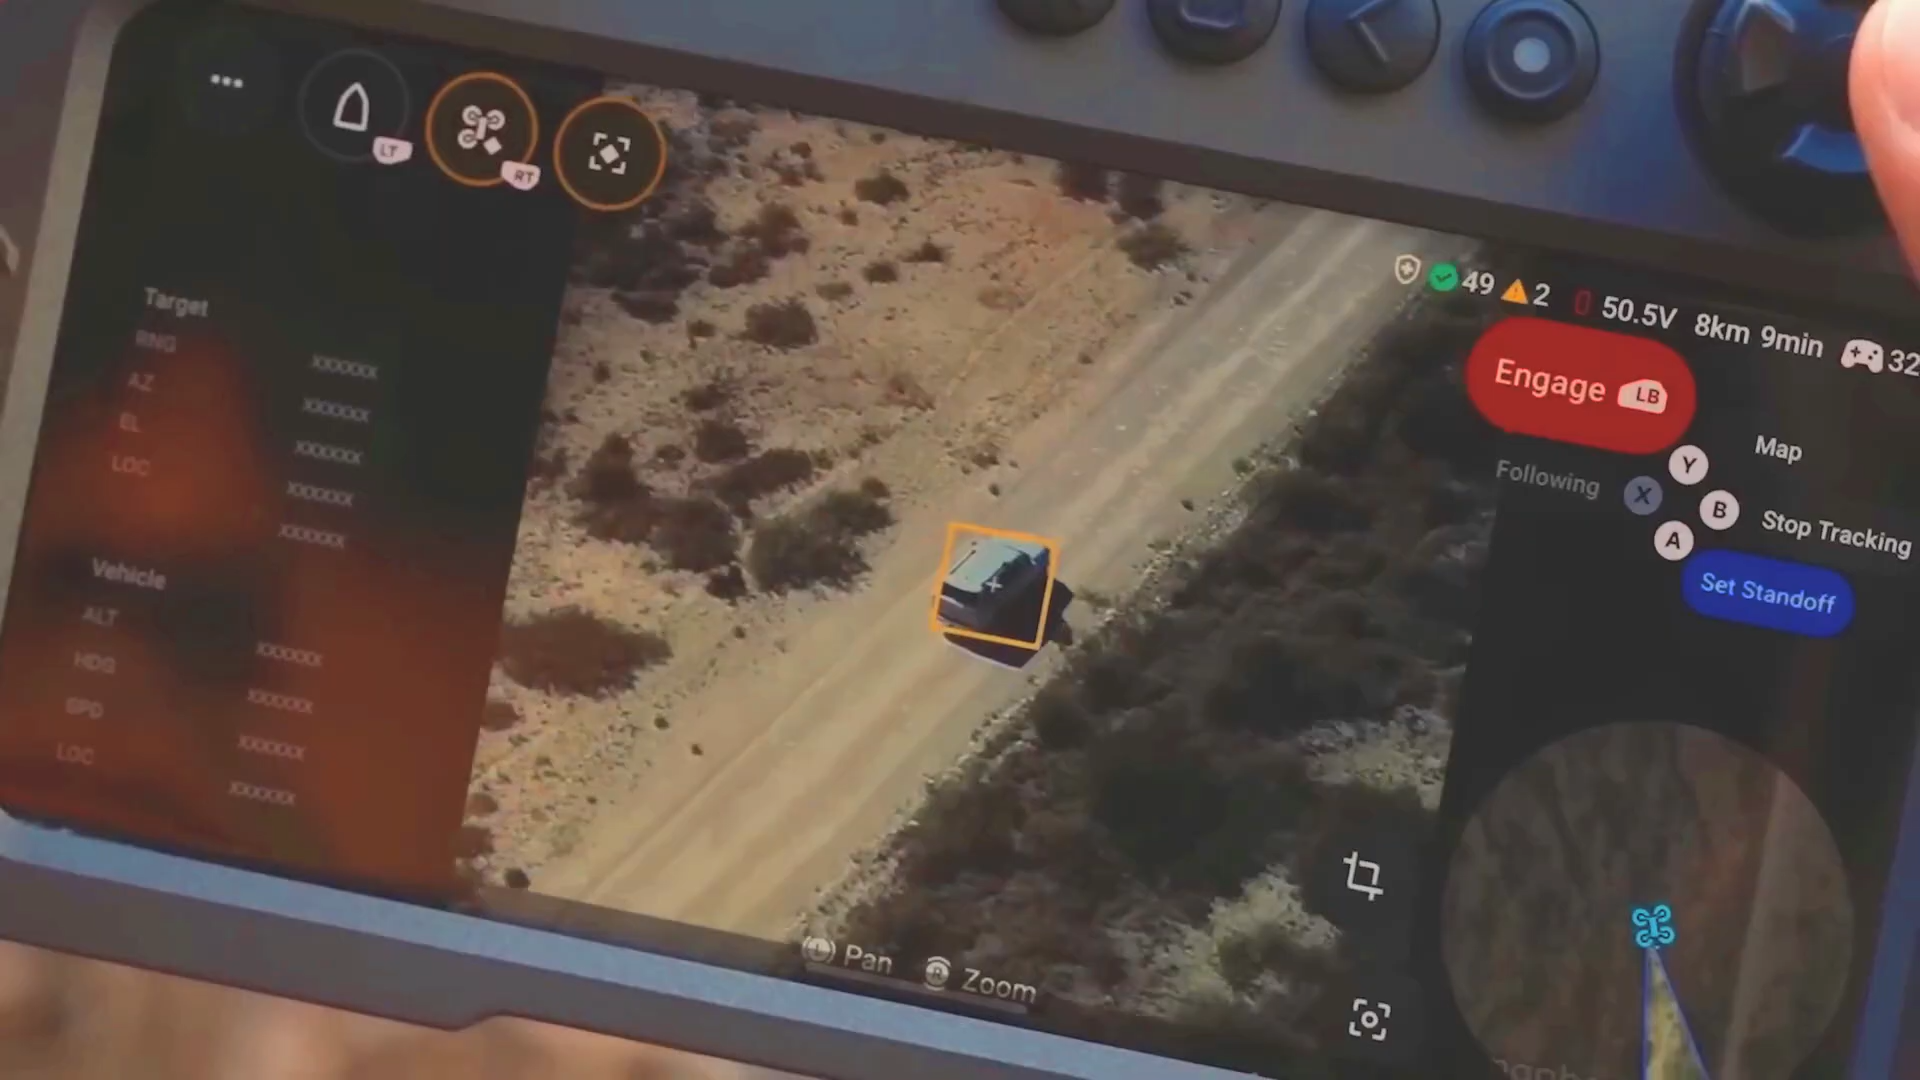 LT
RT
Target
RNG
XXXXXX
AZ
XXXXXX
EL
XXXXXX
LOC
XXXXXX
XXXXXX
Vehicle
ALT
XXXXXX
HDG
XXXXXX
SPD
XXXXXX
LOC
XXXXXX
49 2 50.5V 8km 9min 32
Engage LB
Map
Following X Y B A
Stop Tracking
Set Standoff
Pan Zoom